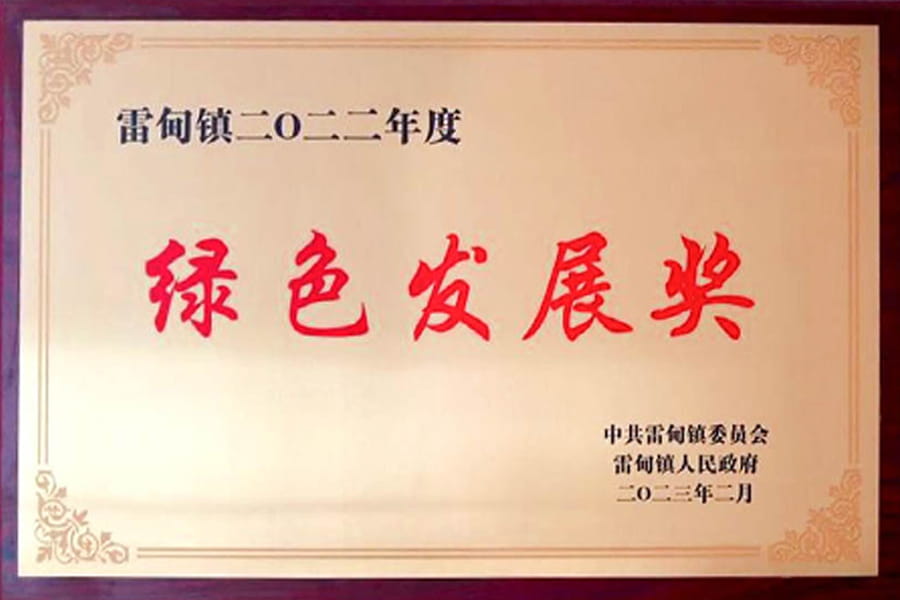 雷甸镇二〇二二年度
绿色发展奖
中共雷甸镇委员会
雷甸镇人民政府
二〇二三年二月